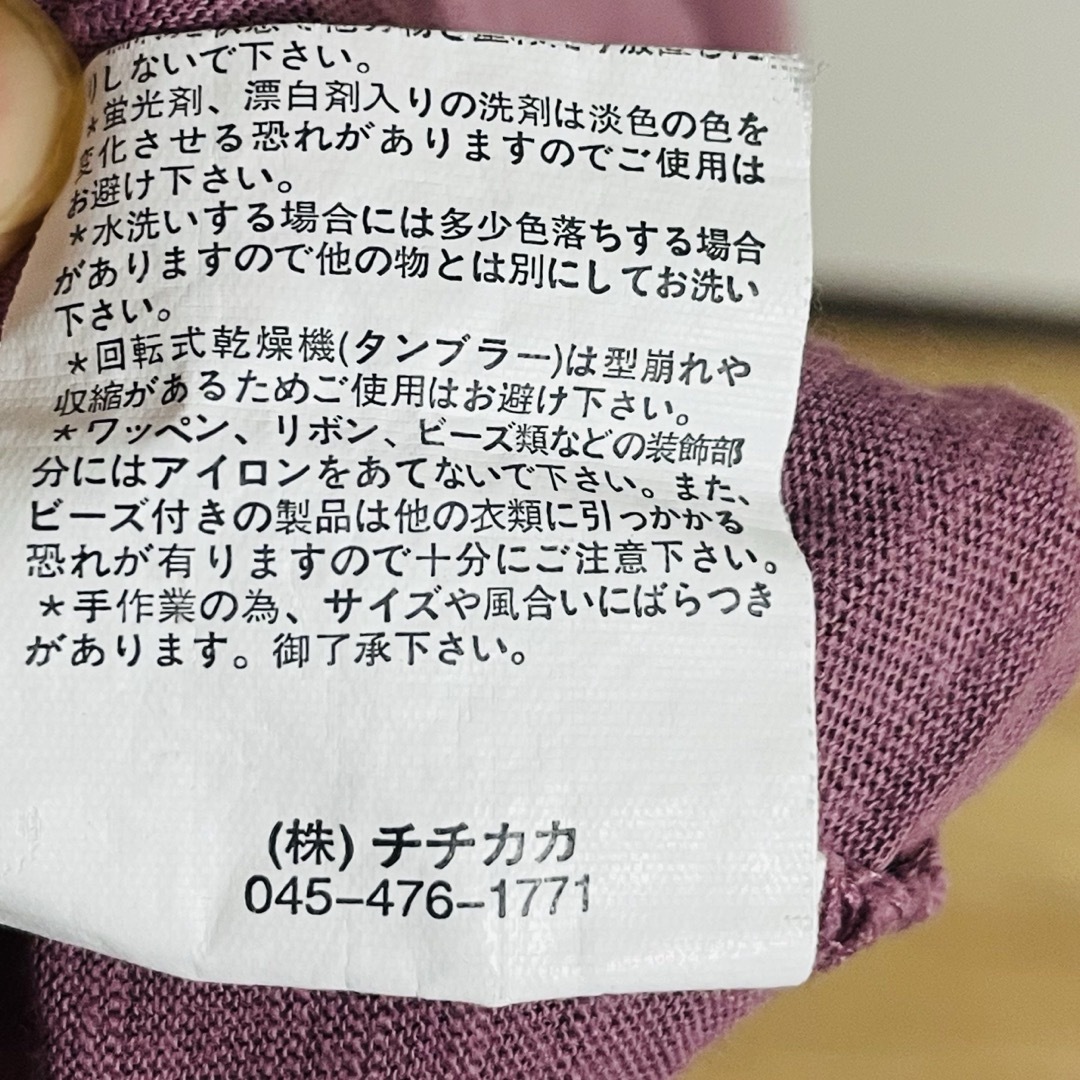 しないで下さい。
*蛍光剤、漂白剤入りの洗剤は淡色の色を
変化させる恐れがありますのでご使用は
お避け下さい。
*水洗いする場合には多少色落ちする場合
がありますので他の物とは別にしてお洗い
下さい。
*回転式乾燥機(タンブラー)は型崩れや
収縮があるためご使用はお避け下さい。
*ワッペン、リボン、ビーズ類などの装飾部
分にはアイロンをあてないで下さい。また、
ビーズ付きの製品は他の衣類に引っかかる
恐れが有りますので十分にご注意下さい。
*手作業の為、サイズや風合いにばらつき
があります。御了承下さい。
(株) チチカカ
045-476-1771